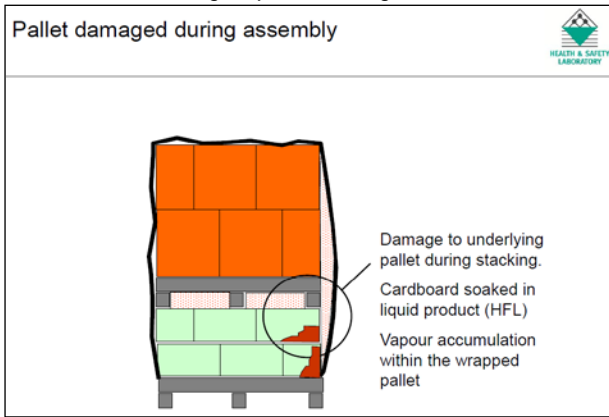 Pallet damaged during assembly
HEALTH & SAFETY
LABORATORY
Damage to underlying
pallet during stacking.
Cardboard soaked in
liquid product (HFL)
Vapour accumulation
within the wrapped
pallet